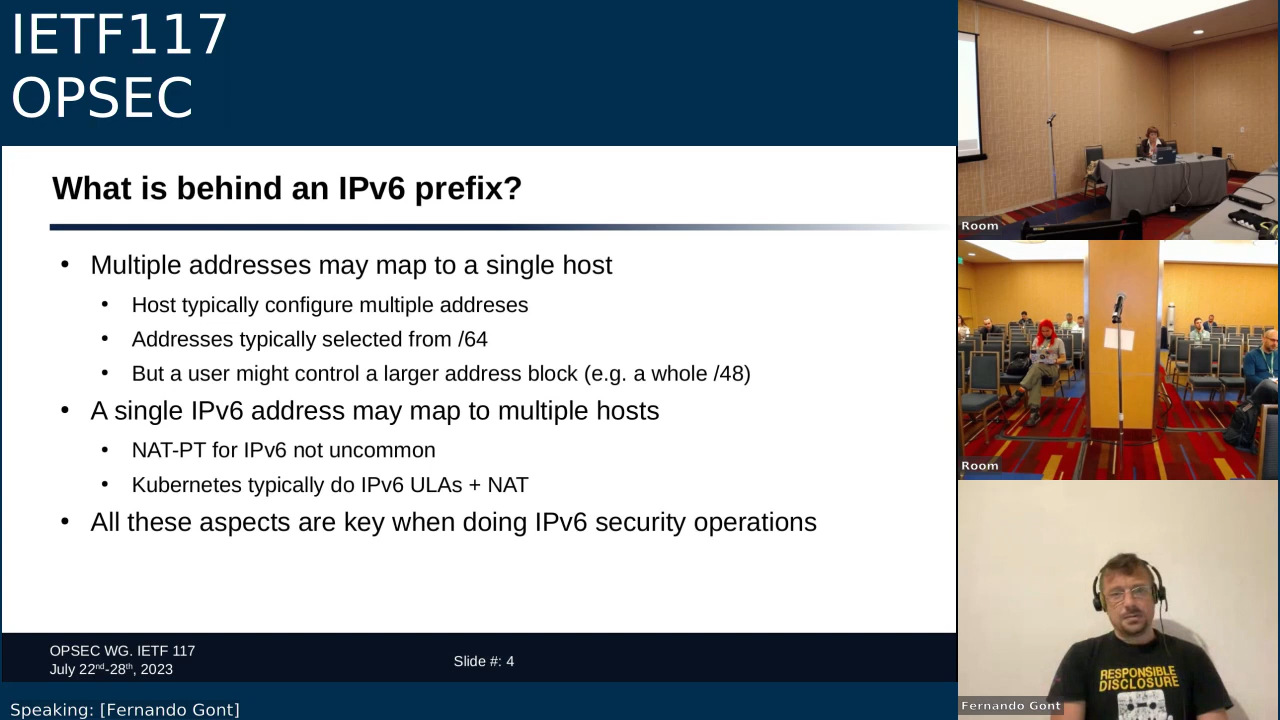 IETF117
OPSEC
What is behind an IPv6 prefix?
• Multiple addresses may map to a single host
• Host typically configure multiple addreses
• Addresses typically selected from /64
• But a user might control a larger address block (e.g. a whole /48)
• A single IPv6 address may map to multiple hosts
• NAT-PT for IPv6 not uncommon
• Kubernetes typically do IPv6 ULAs + NAT
• All these aspects are key when doing IPv6 security operations
OPSEC WG. IETF 117
July 22nd-28th, 2023
Slide #: 4
Speaking: [Fernando Gont]
Room
Room
RESPONSIBLE
DISCLOSURE
Fernando Gont